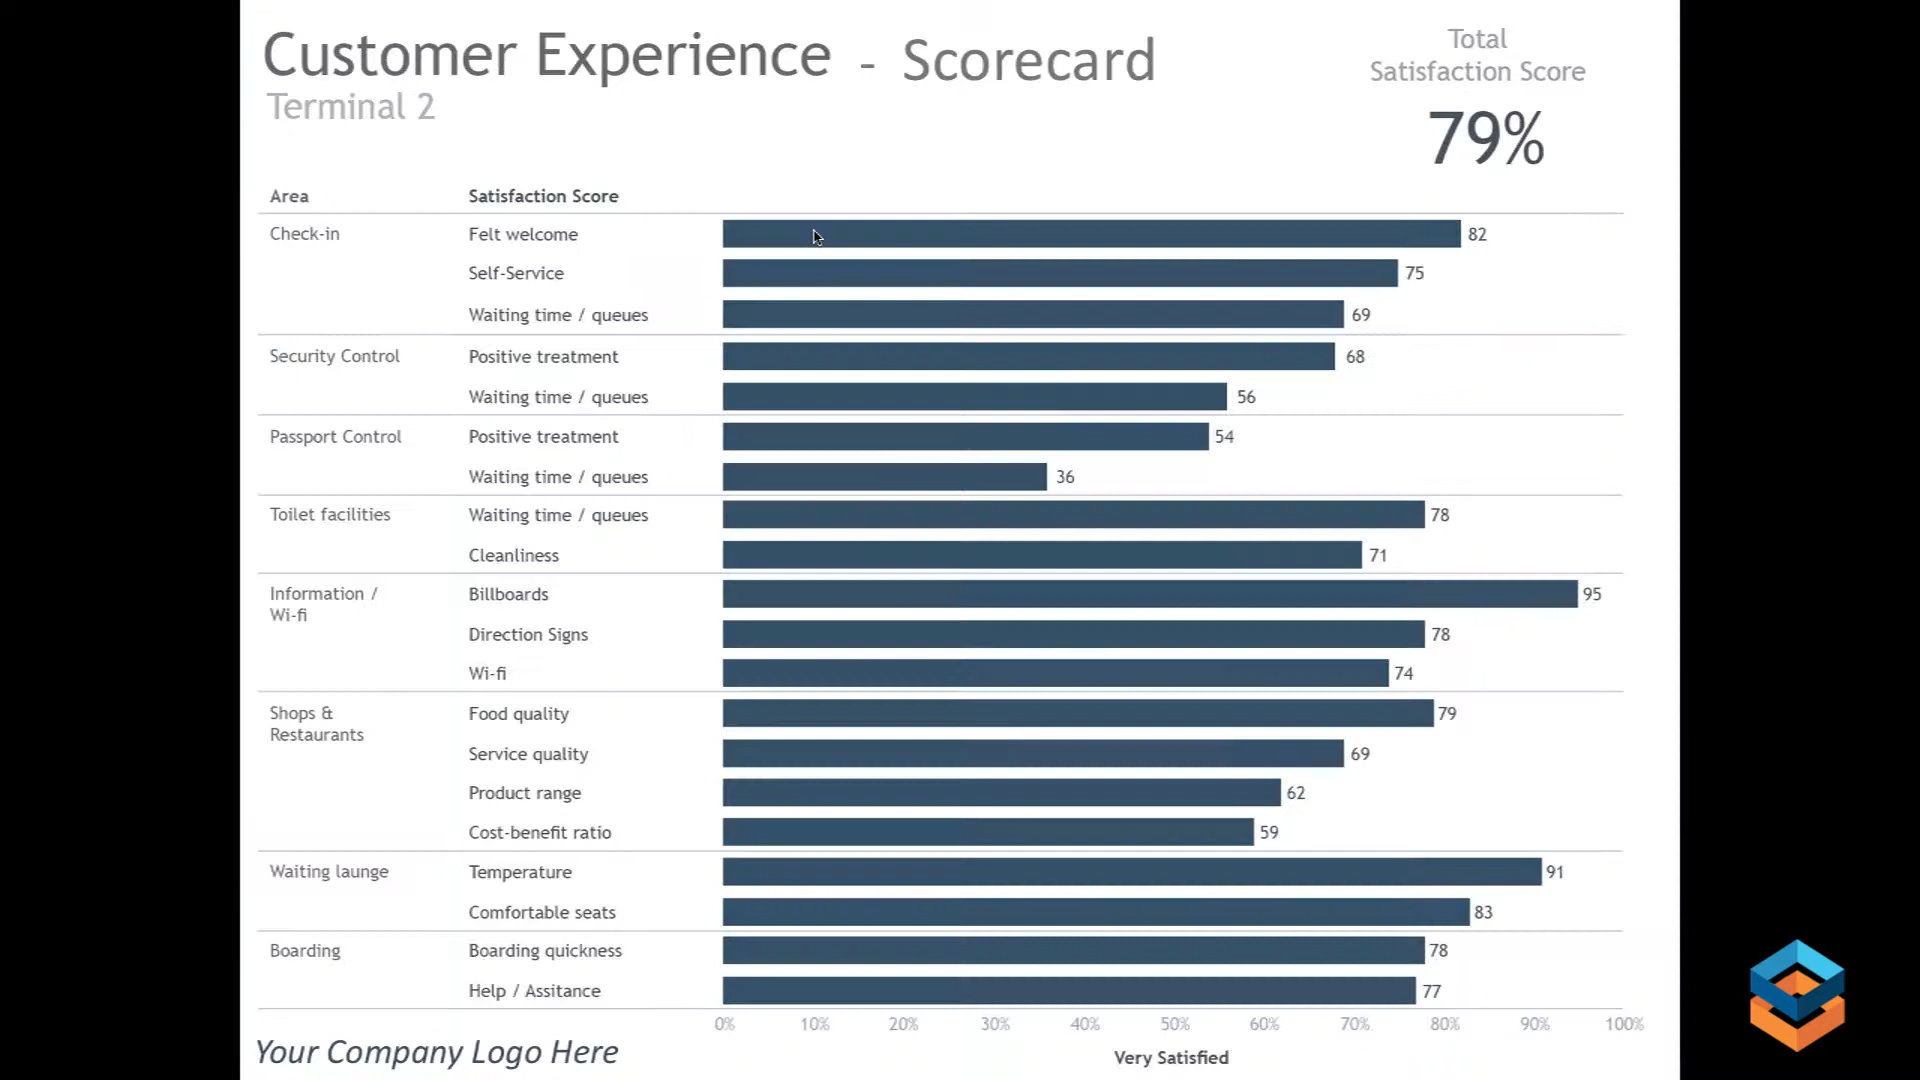 Customer Experience - Scorecard
Terminal 2
Total
Satisfaction Score
79%
Area Satisfaction Score
Check-in Felt welcome 82
Self-Service 75
Waiting time / queues 69
Security Control Positive treatment 68
Waiting time / queues 56
Passport Control Positive treatment 54
Waiting time / queues 36
Toilet facilities Waiting time / queues 78
Cleanliness 71
Information /
Wi-fi
Billboards 95
Direction Signs 78
Wi-fi 74
Shops &
Restaurants
Food quality 79
Service quality 69
Product range 62
Cost-benefit ratio 59
Waiting launge Temperature 91
Comfortable seats 83
Boarding Boarding quickness 78
Help / Assitance 77
0% 10% 20% 30% 40% 50% 60% 70% 80% 90% 100%
Your Company Logo Here
Very Satisfied